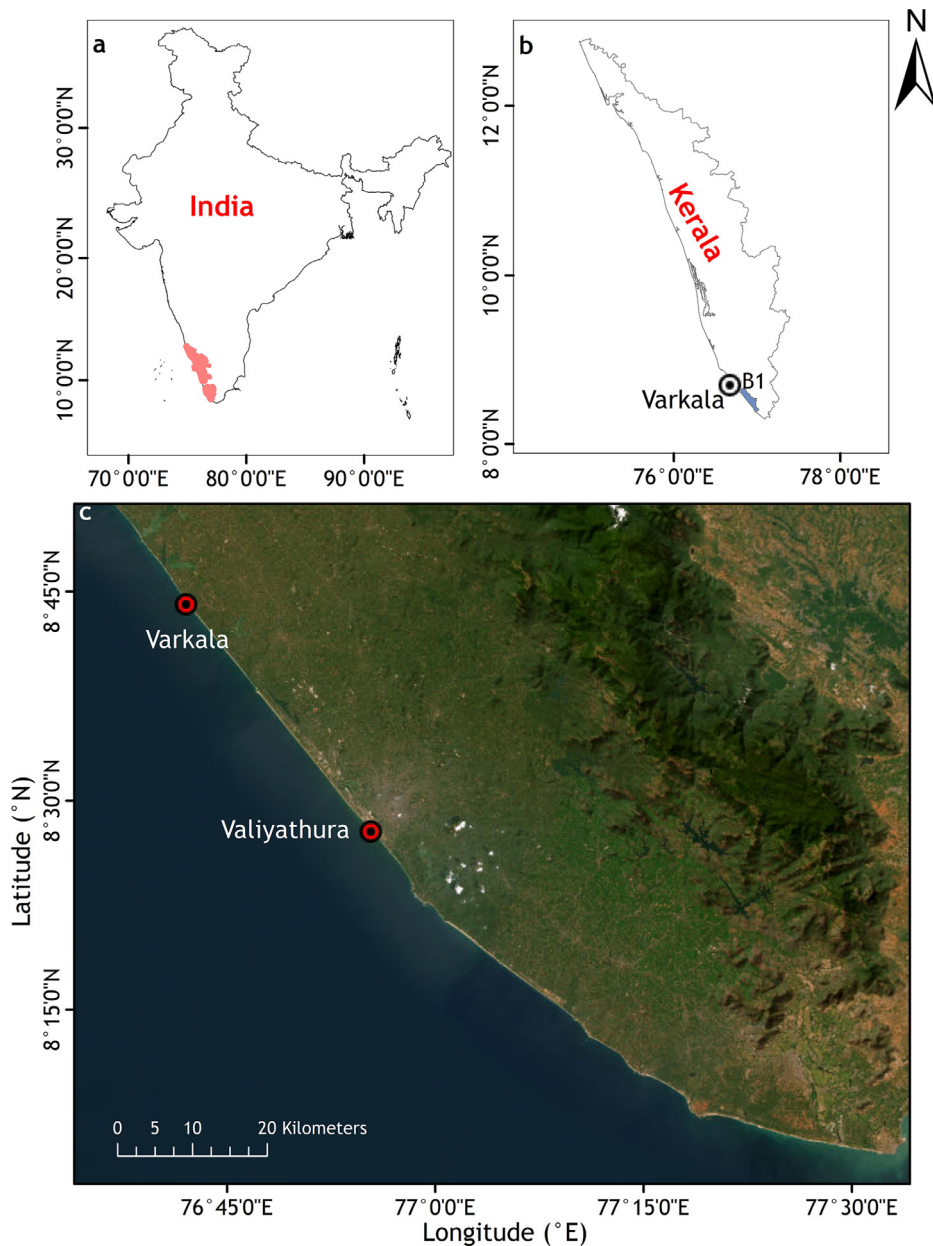 a
India
30°0'0"N
20°0'0"N
10°0'0"N
70°0'0"E
80°0'0"E
90°0'0"E
b
N
Kerala
B1
Varkala
12°0'0"N
10°0'0"N
8°0'0"N
76°0'0"E
78°0'0"E
c
Varkala
Valiyathura
8°45'0"N
8°30'0"N
8°15'0"N
Latitude (°N)
0 5 10 20 Kilometers
76°45'0"E
77°0'0"E
77°15'0"E
77°30'0"E
Longitude (°E)